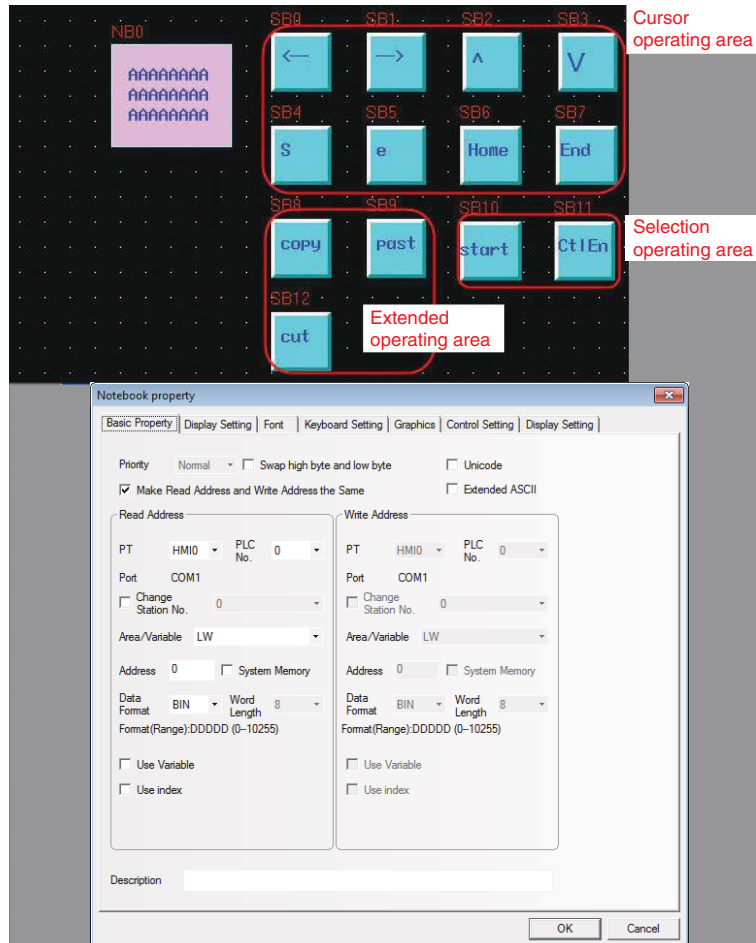 SB0 SB1 SB2 SB3
Cursor
operating area
NB0
<-- --> ^ V
AAAAAAAA
AAAAAAAA
AAAAAAAA
SB4 SB5 SB6 SB7
S e Home End
SB8 SB9 SB10 SB11
Selection
operating area
copy past start CtlEn
SB12
Extended
operating area
cut
Notebook property
Basic Property Display Setting Font Keyboard Setting Graphics Control Setting Display Setting
Priority Normal Swap high byte and low byte Unicode
Make Read Address and Write Address the Same Extended ASCII
Read Address Write Address
PT HMI0 PLC No. 0 PT HMI0 PLC No. 0
Port COM1 Port COM1
Change Station No. 0 Change Station No. 0
Area/Variable LW Area/Variable LW
Address 0 System Memory Address 0 System Memory
Data Format BIN Word Length 8 Data Format BIN Word Length 8
Format(Range):DDDDD (0--10255) Format(Range):DDDDD (0--10255)
Use Variable Use Variable
Use index Use index
Description
OK Cancel